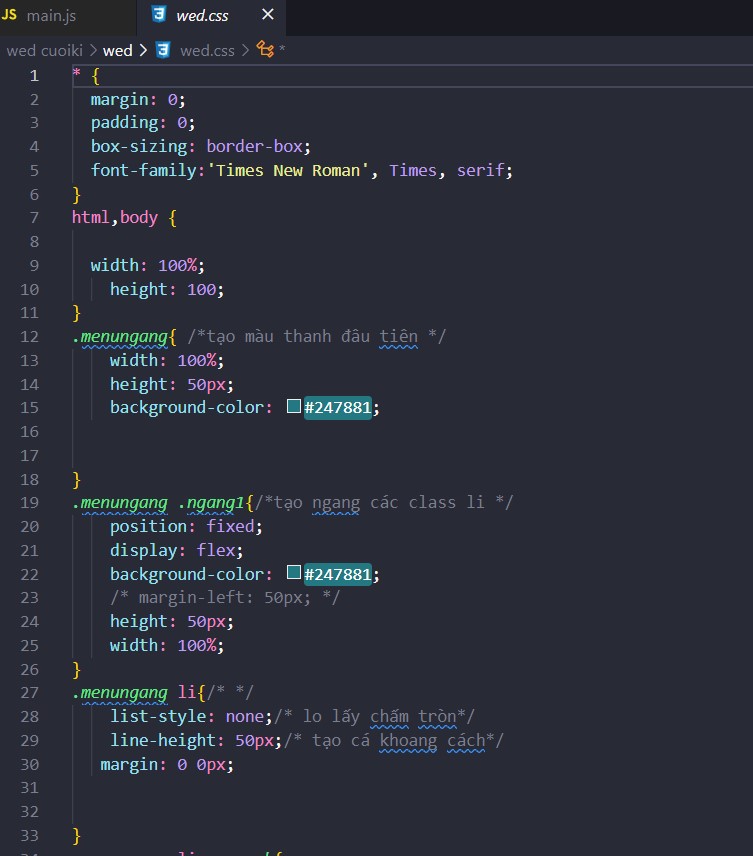 JS main.js wed.css ×
wed cuoiki > wed > wed.css > *
1 * {
2 margin: 0;
3 padding: 0;
4 box-sizing: border-box;
5 font-family:'Times New Roman', Times, serif;
6 }
7 html,body {
8
9 width: 100%;
10 height: 100;
11 }
12 .menungang{ /*tạo màu thanh đâu tiên */
13 width: 100%;
14 height: 50px;
15 background-color: #247881;
16
17
18 }
19 .menungang .ngang1{/*tạo ngang các class li */
20 position: fixed;
21 display: flex;
22 background-color: #247881;
23 /* margin-left: 50px; */
24 height: 50px;
25 width: 100%;
26 }
27 .menungang li{/* */
28 list-style: none;/* lo lấy chấm tròn*/
29 line-height: 50px;/* tạo cá khoang cách*/
30 margin: 0 0px;
31
32
33 }